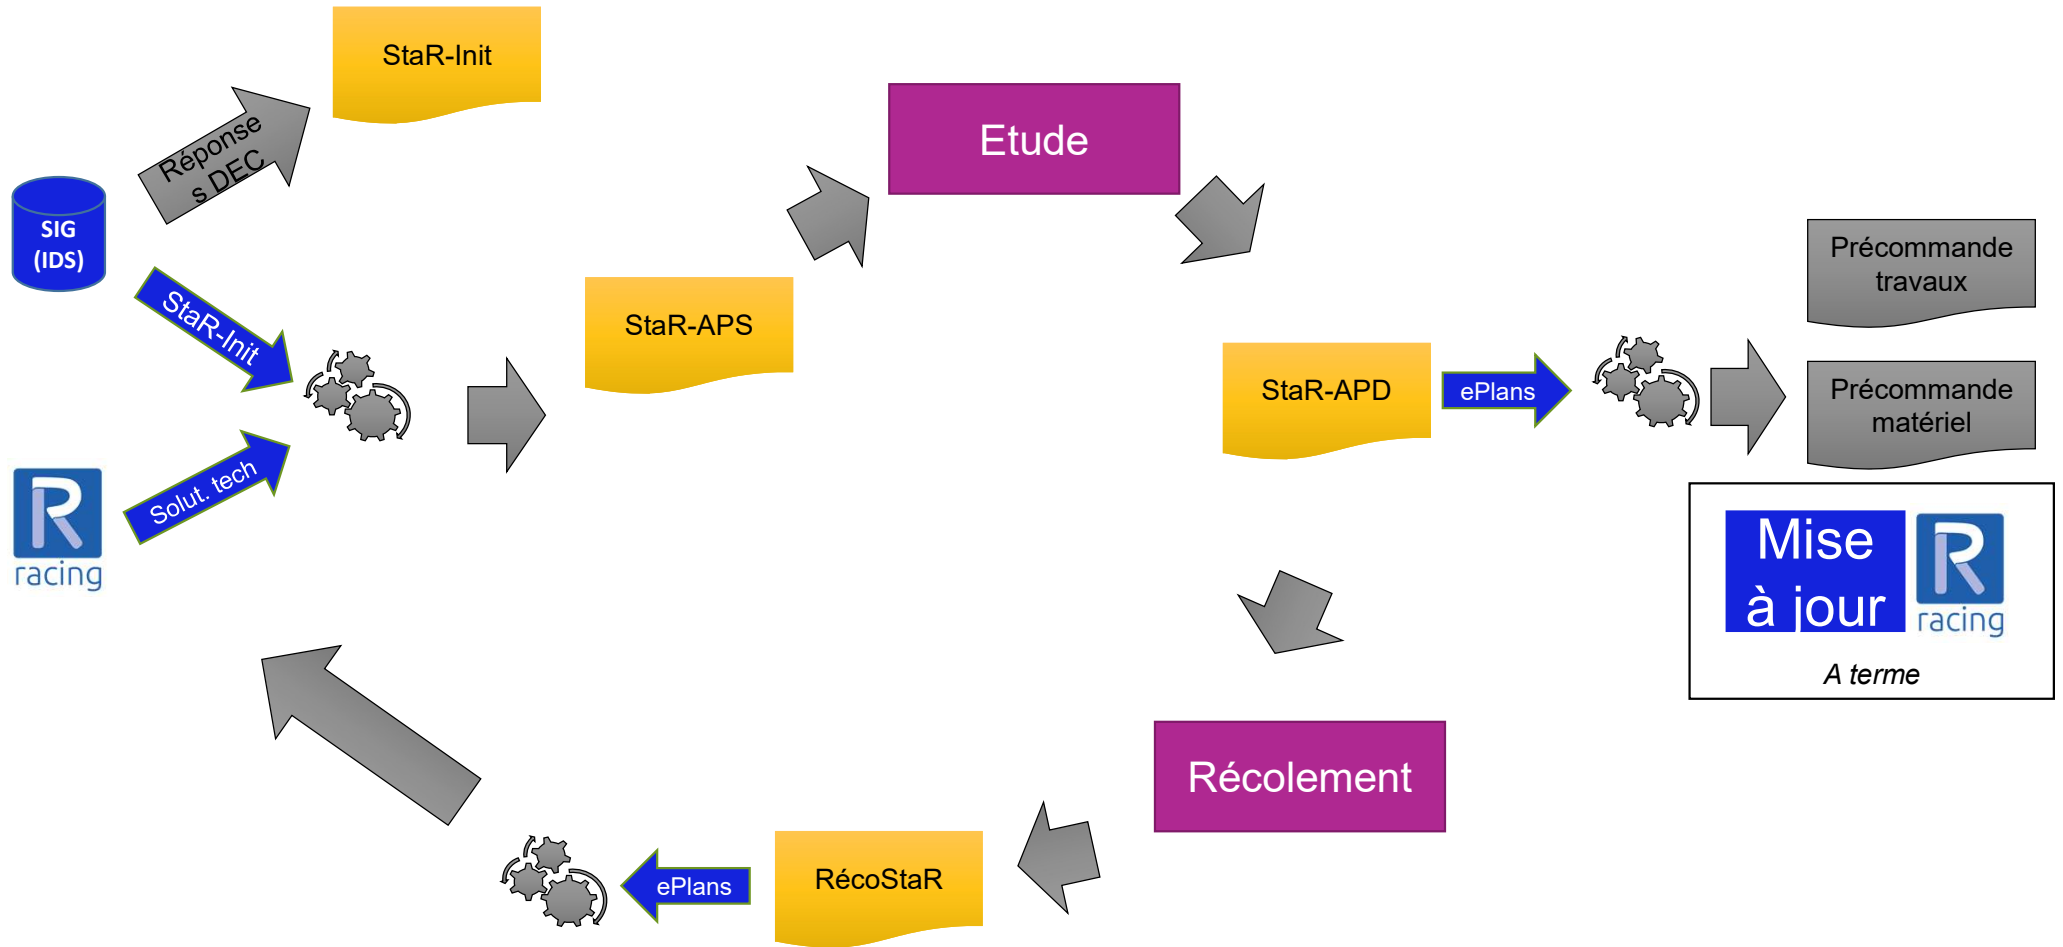 StaR-Init
Réponse
s DEC
SIG
(IDS)
StaR-Init
Solut. tech
racing
StaR-APS
Etude
StaR-APD
ePlans
Précommande
travaux
Précommande
matériel
Mise
à jour
racing
A terme
Récolement
RécoStaR
ePlans